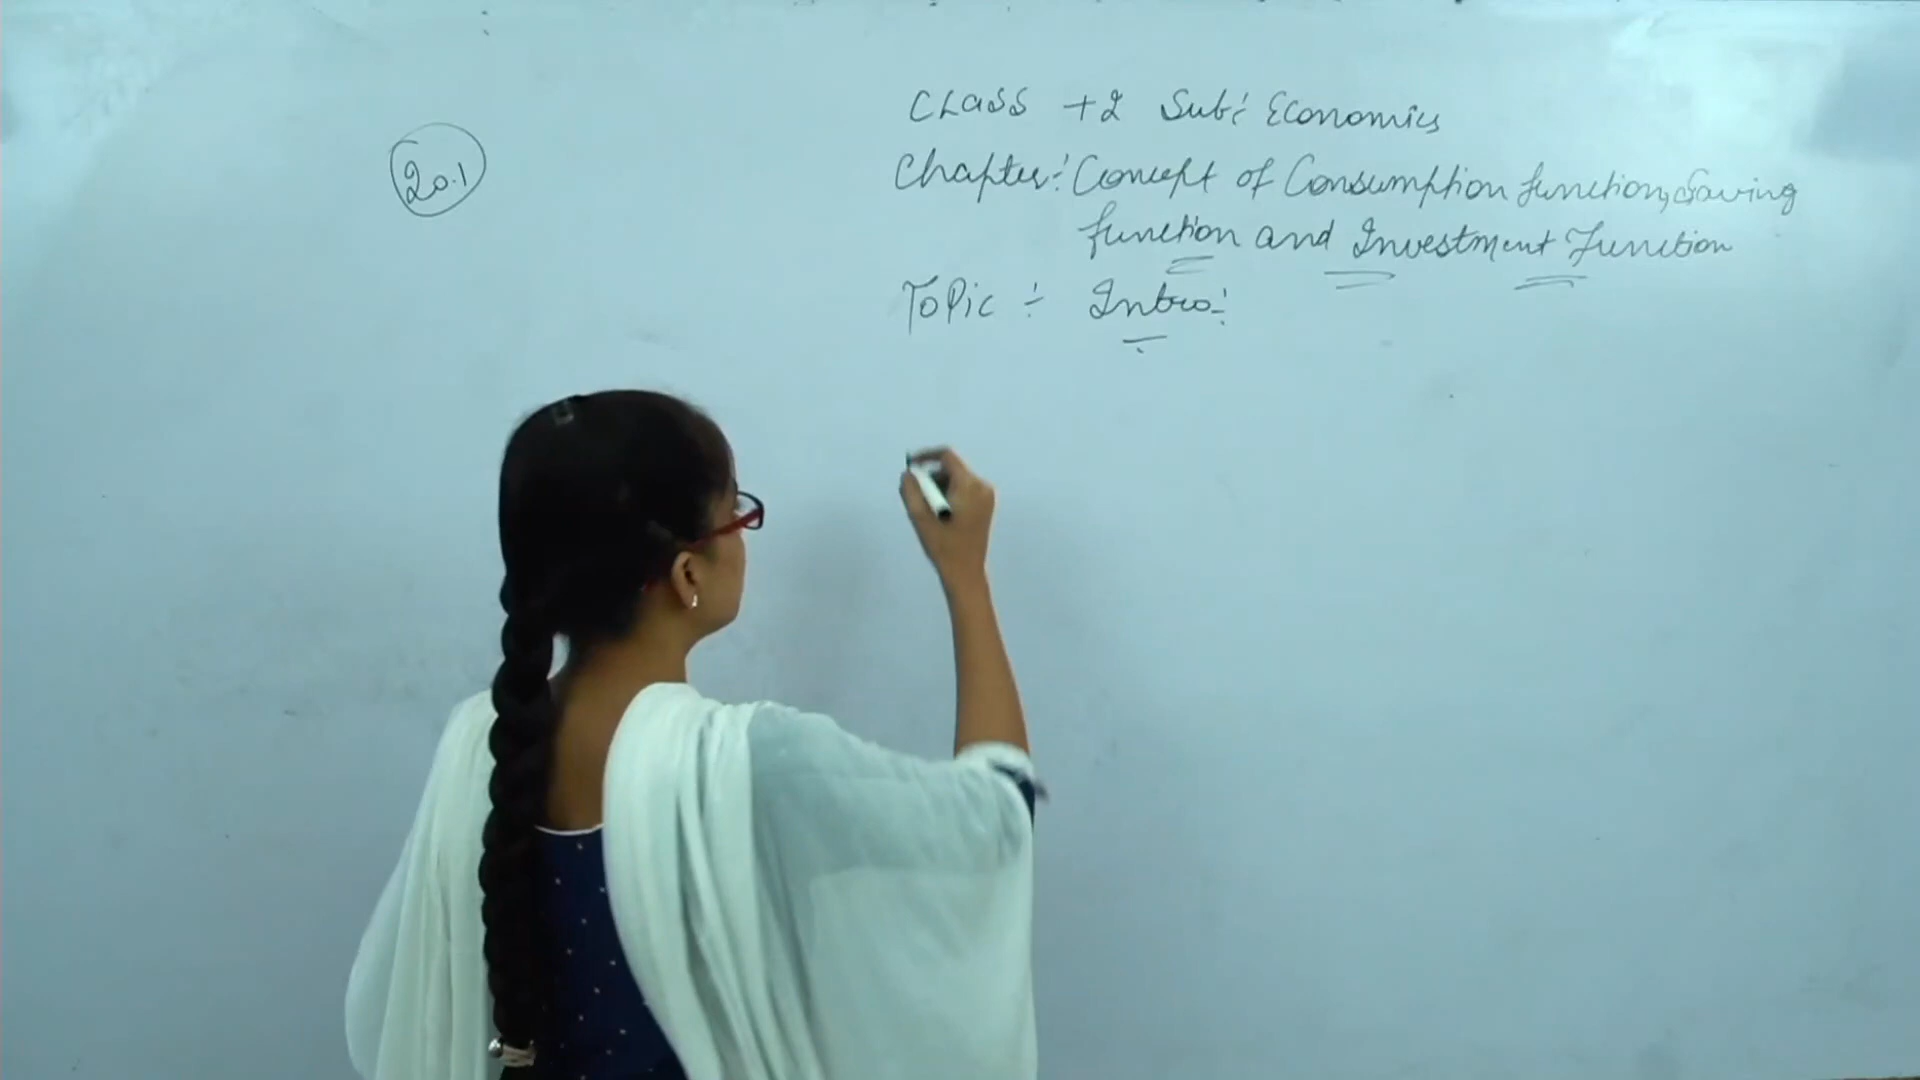 20.1
Class +2 Sub: Economics
Chapter: Concept of Consumption function, Saving
function and Investment Function
Topic : Intro: